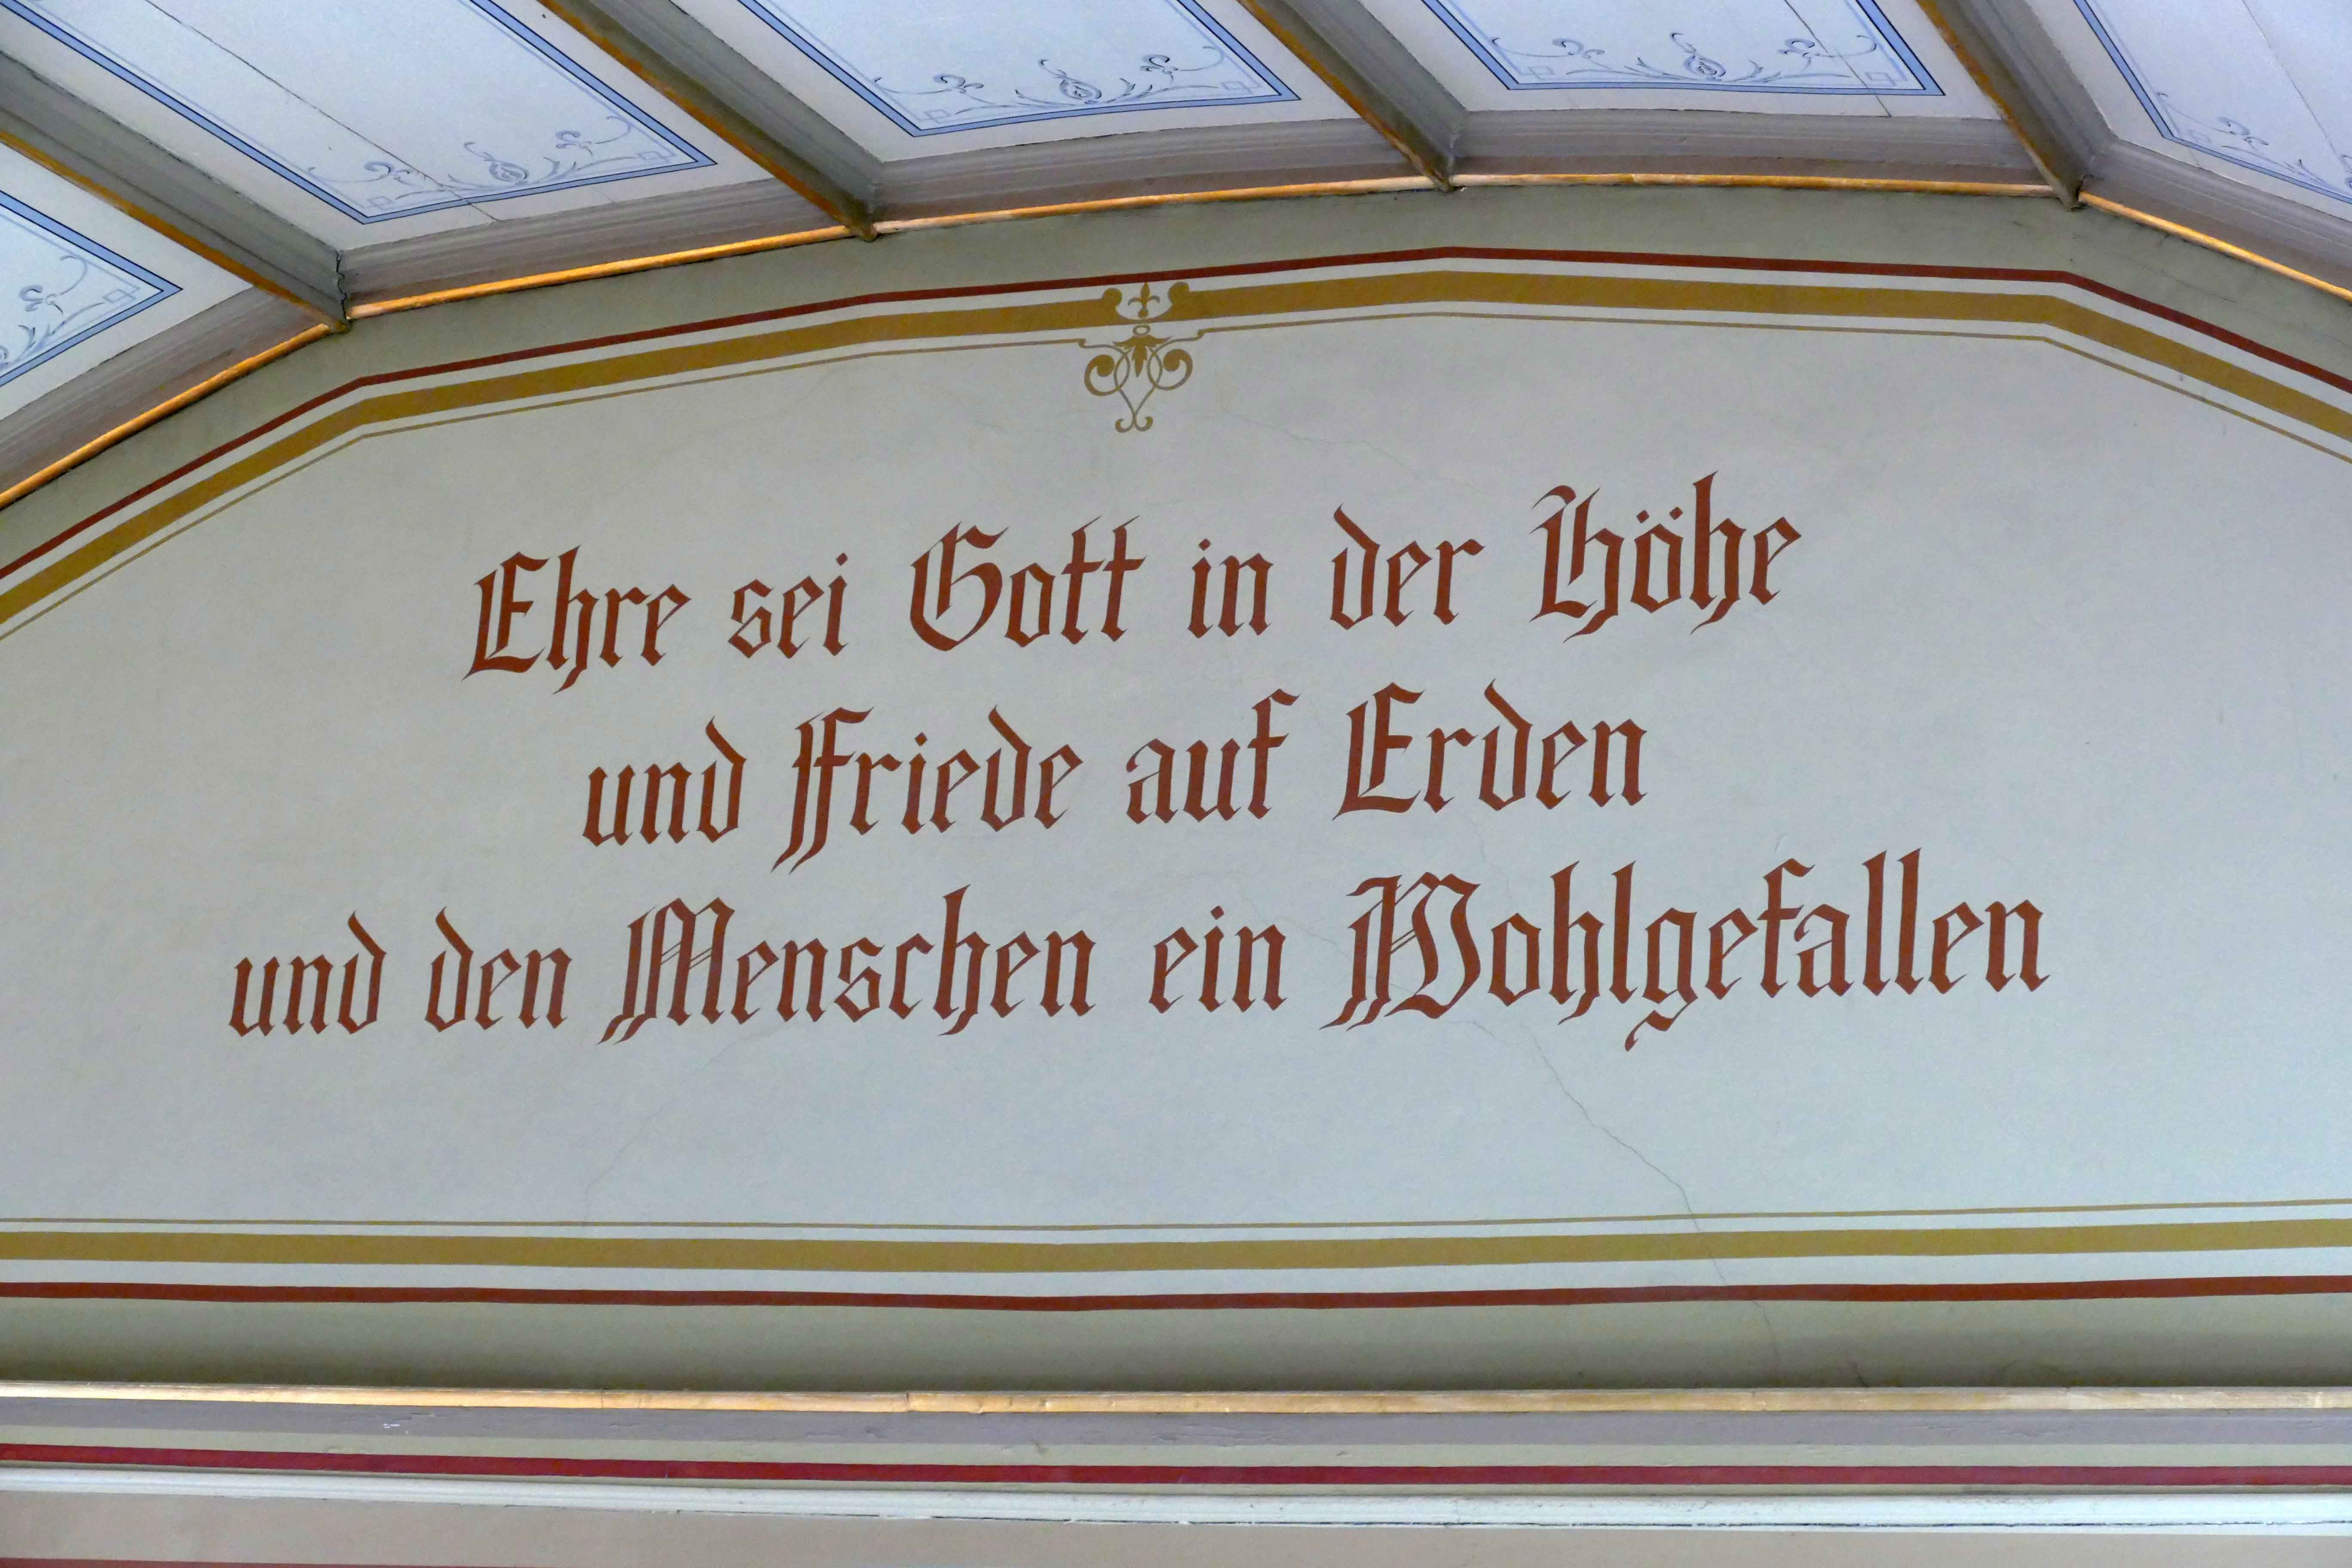 Ehre sei Gott in der Höhe
und Friede auf Erden
und den Menschen ein Wohlgefallen